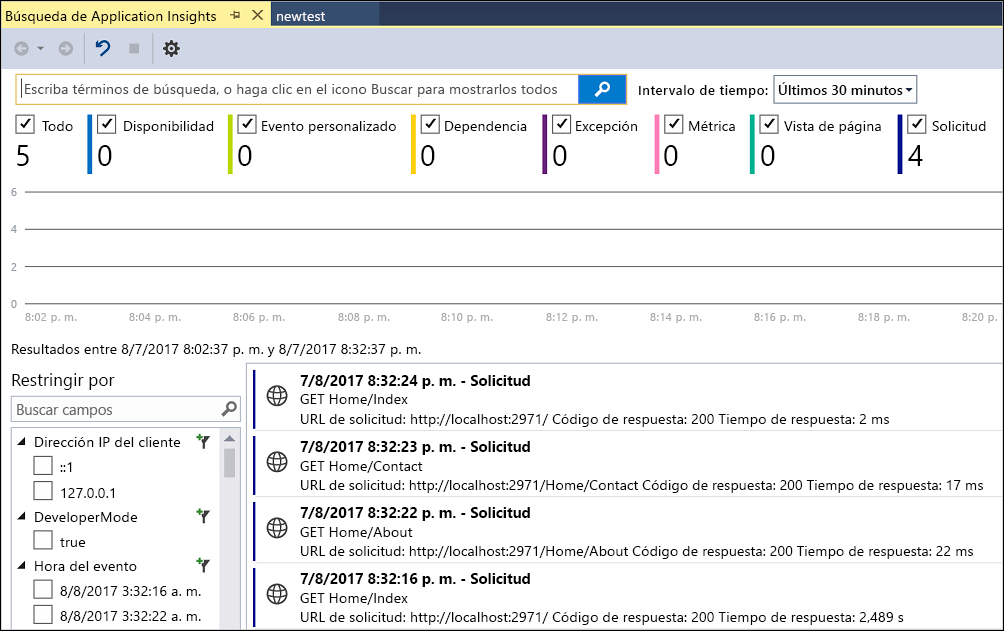 Búsqueda de Application Insights newtest
Escriba términos de búsqueda, o haga clic en el icono Buscar para mostrarlos todos Intervalo de tiempo: Últimos 30 minutos
Todo Disponibilidad Evento personalizado Dependencia Excepción Métrica Vista de página Solicitud
5 0 0 0 0 0 0 4
6
4
2
0
8:02 p. m. 8:04 p. m. 8:06 p. m. 8:08 p. m. 8:10 p. m. 8:12 p. m. 8:14 p. m. 8:16 p. m. 8:18 p. m. 8:20 p.
Resultados entre 8/7/2017 8:02:37 p. m. y 8/7/2017 8:32:37 p. m.
Restringir por
Buscar campos
Dirección IP del cliente
::1
127.0.0.1
DeveloperMode
true
Hora del evento
8/8/2017 3:32:16 a. m.
8/8/2017 3:32:22 a. m.
7/8/2017 8:32:24 p. m. - Solicitud
GET Home/Index
URL de solicitud: http://localhost:2971/ Código de respuesta: 200 Tiempo de respuesta: 2 ms
7/8/2017 8:32:23 p. m. - Solicitud
GET Home/Contact
URL de solicitud: http://localhost:2971/Home/Contact Código de respuesta: 200 Tiempo de respuesta: 17 ms
7/8/2017 8:32:22 p. m. - Solicitud
GET Home/About
URL de solicitud: http://localhost:2971/Home/About Código de respuesta: 200 Tiempo de respuesta: 22 ms
7/8/2017 8:32:16 p. m. - Solicitud
GET Home/Index
URL de solicitud: http://localhost:2971/ Código de respuesta: 200 Tiempo de respuesta: 2,489 s